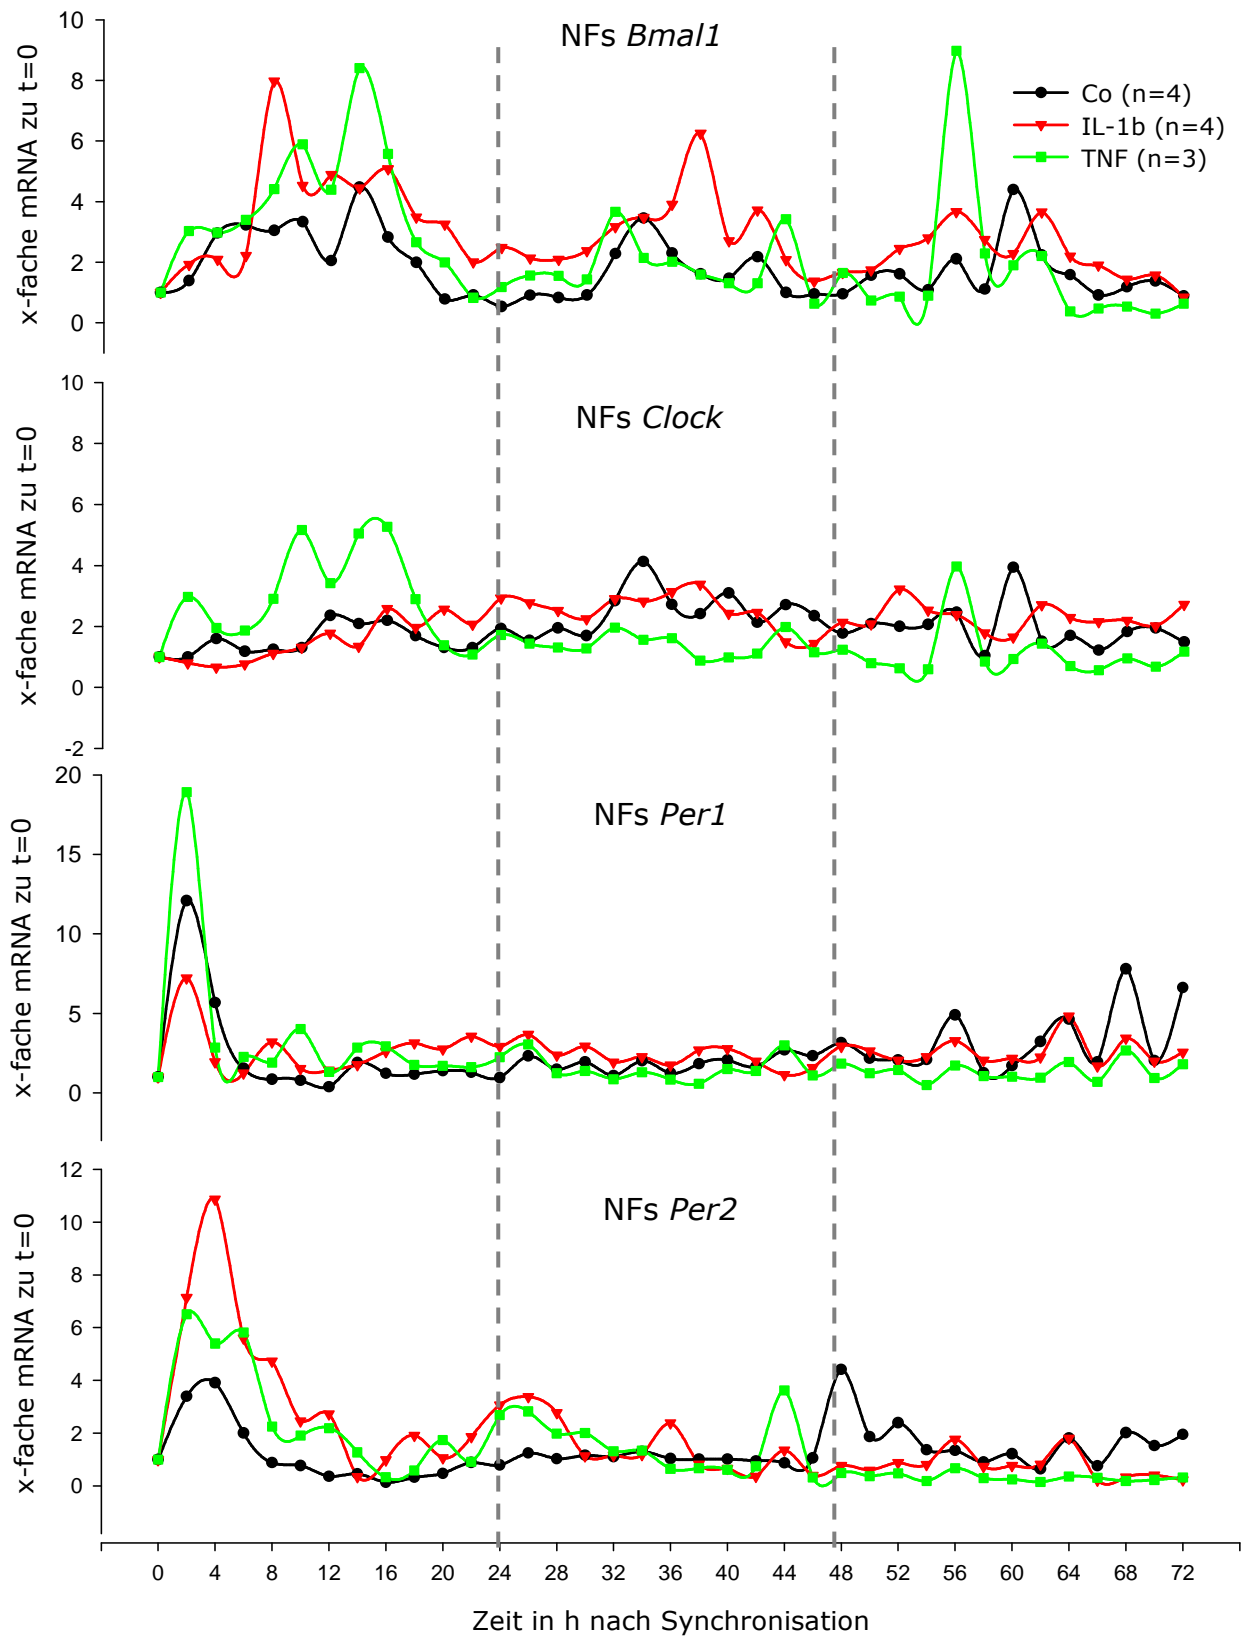 NFs Bmal1
x-fache mRNA zu t=0
10
8
6
4
2
0
Co (n=4)
IL-1b (n=4)
TNF (n=3)
NFs Clock
x-fache mRNA zu t=0
10
8
6
4
2
0
-2
NFs Per1
x-fache mRNA zu t=0
20
15
10
5
0
NFs Per2
x-fache mRNA zu t=0
12
10
8
6
4
2
0
0 4 8 12 16 20 24 28 32 36 40 44 48 52 56 60 64 68 72
Zeit in h nach Synchronisation